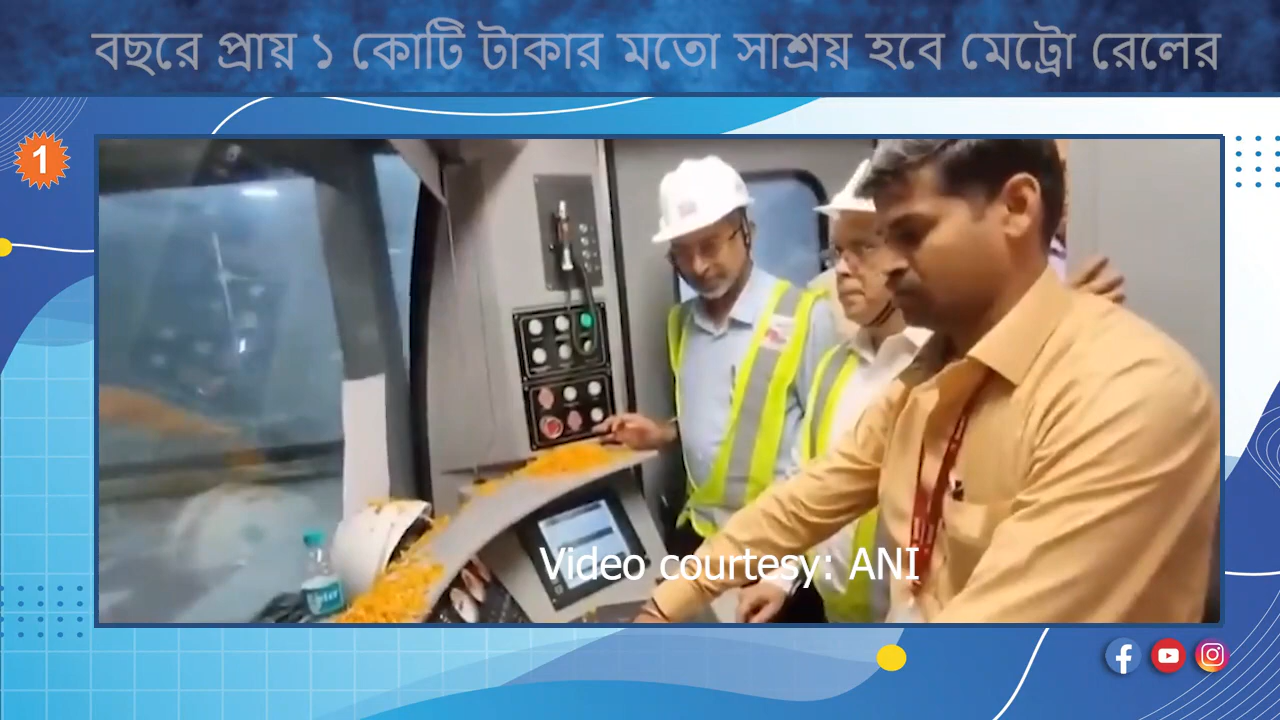 বছরে প্রায় ১ কোটি টাকার মতো সাশ্রয় হবে মেট্রো রেলের
1
Video courtesy: ANI